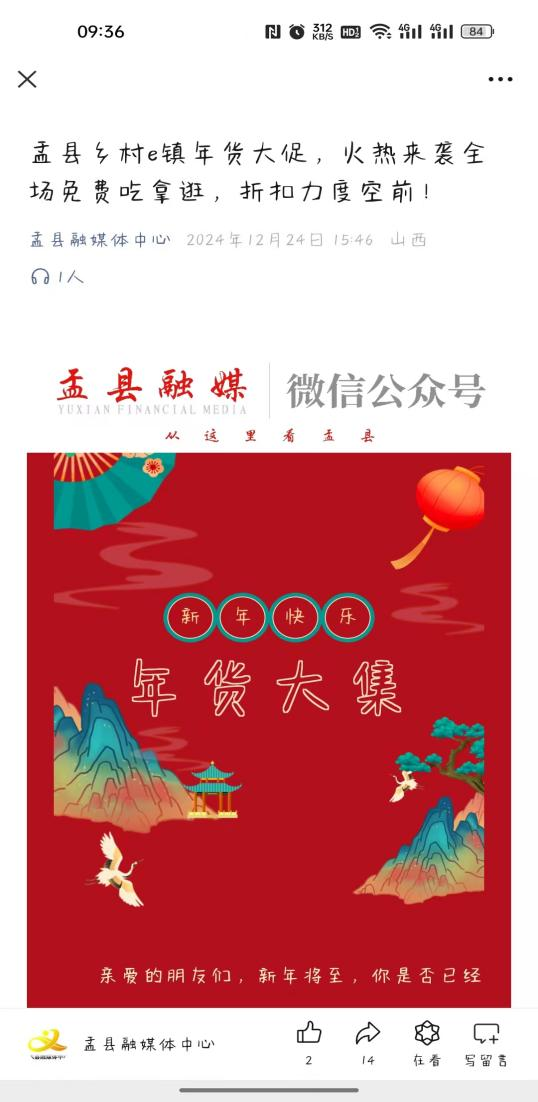 09:36
312 KB/S HD 4G 4G 84
盂县乡村e镇年货大促，火热来袭全
场免费吃拿逛，折扣力度空前！
盂县融媒体中心 2024年12月24日 15:46 山西
1人
盂县融媒 微信公众号
YUXIAN FINANCIAL MEDIA
从这里看盂县
新年快乐
年货大集
亲爱的朋友们，新年将至，你是否已经
盂县融媒体中心
2 14 在看 写留言